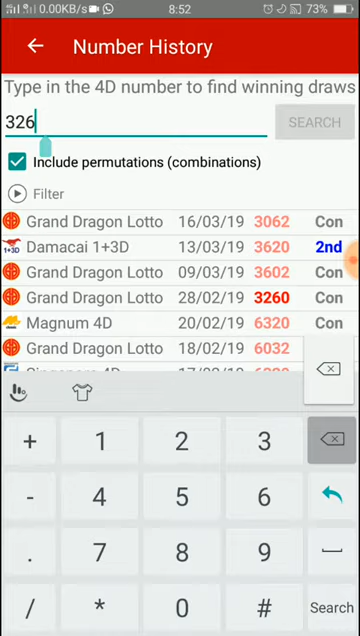 0.00KB/s 8:52 73%
Number History
Type in the 4D number to find winning draws
326 SEARCH
Include permutations (combinations)
Filter
Grand Dragon Lotto 16/03/19 3062 Con
1+3D Damacai 1+3D 13/03/19 3620 2nd
Grand Dragon Lotto 09/03/19 3602 Con
Grand Dragon Lotto 28/02/19 3260 Con
Magnum 4D 20/02/19 6320 Con
Grand Dragon Lotto 18/02/19 6032
+ 1 2 3
- 4 5 6
. 7 8 9
/ * 0 # Search